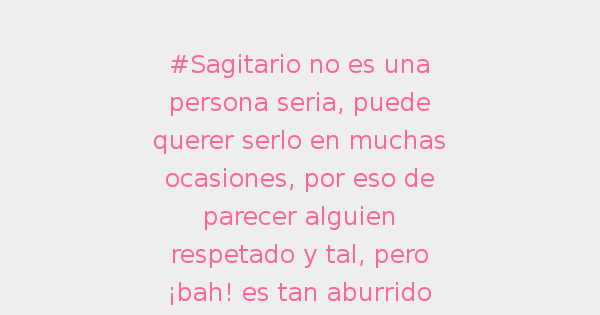 #Sagitario no es una
persona seria, puede
querer serlo en muchas
ocasiones, por eso de
parecer alguien
respetado y tal, pero
¡bah! es tan aburrido